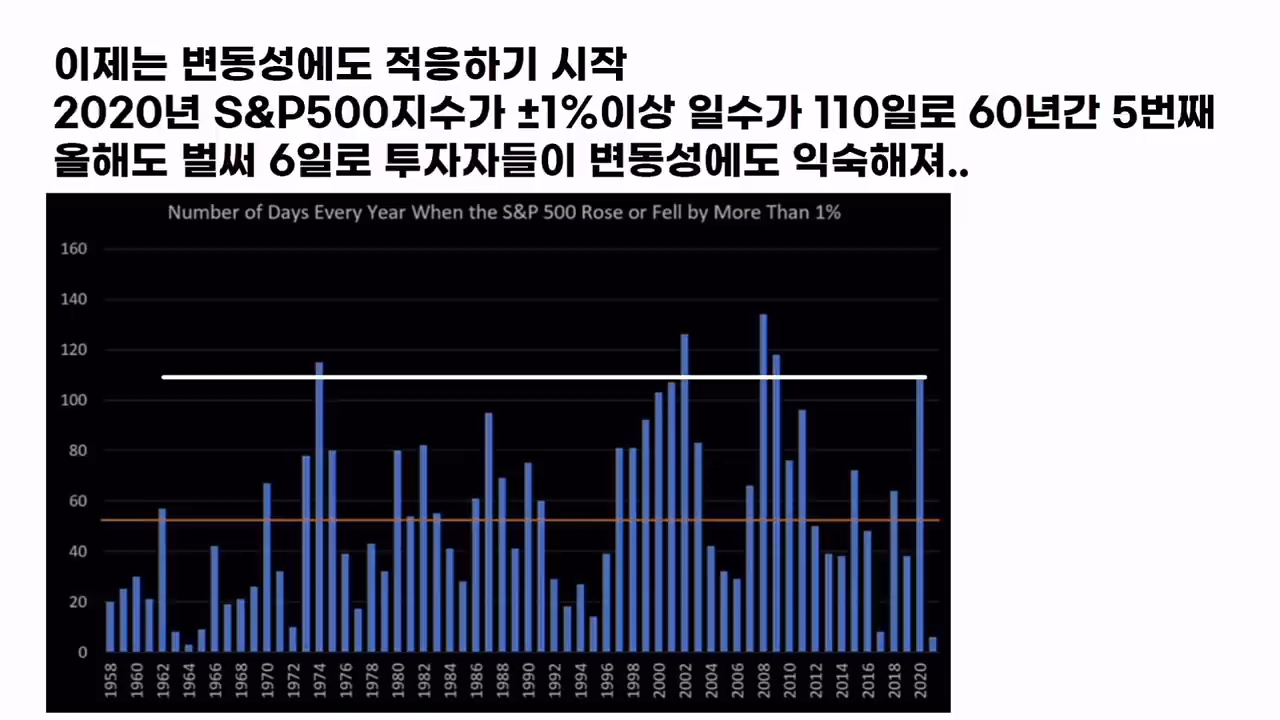 이제는 변동성에도 적응하기 시작
2020년 S&P500지수가 ±1%이상 일수가 110일로 60년간 5번째
올해도 벌써 6일로 투자자들이 변동성에도 익숙해져..
Number of Days Every Year When the S&P 500 Rose or Fell by More Than 1%
160
140
120
100
80
60
40
20
0
1958 1960 1962 1964 1966 1968 1970 1972 1974 1976 1978 1980 1982 1984 1986 1988 1990 1992 1994 1996 1998 2000 2002 2004 2006 2008 2010 2012 2014 2016 2018 2020